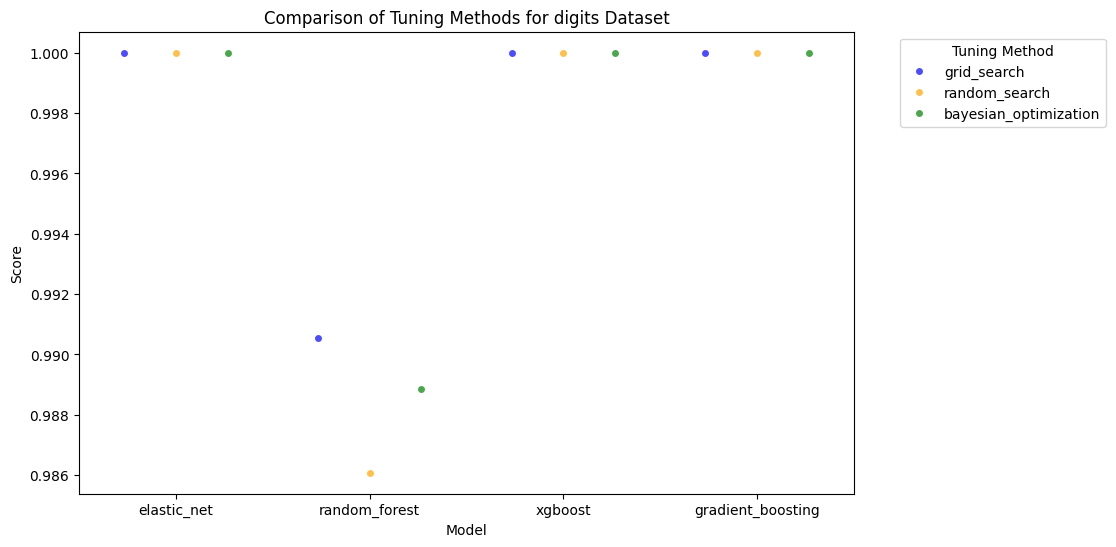 Comparison of Tuning Methods for digits Dataset
Tuning Method
grid_search
random_search
bayesian_optimization
Score
1.000
0.998
0.996
0.994
0.992
0.990
0.988
0.986
elastic_net
random_forest
xgboost
gradient_boosting
Model